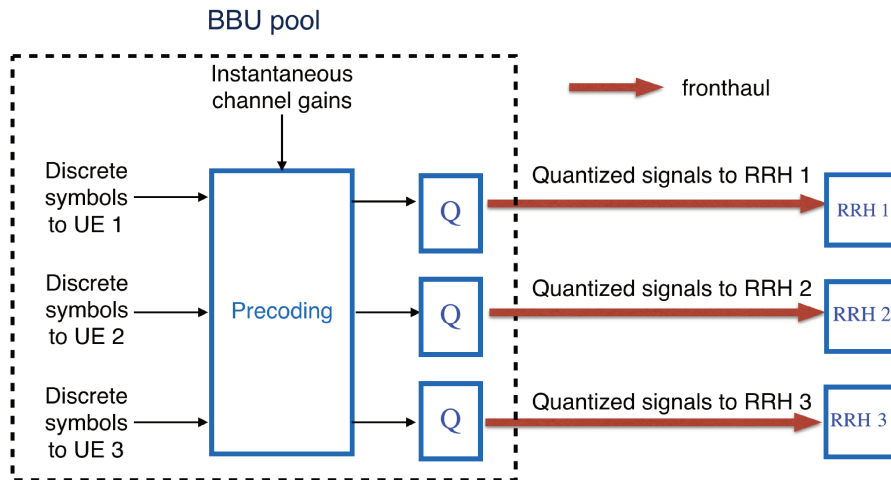 BBU pool
Instantaneous
channel gains
fronthaul
Discrete
symbols
to UE 1
Q
Quantized signals to RRH 1
RRH 1
Discrete
symbols
to UE 2
Precoding
Q
Quantized signals to RRH 2
RRH 2
Discrete
symbols
to UE 3
Q
Quantized signals to RRH 3
RRH 3